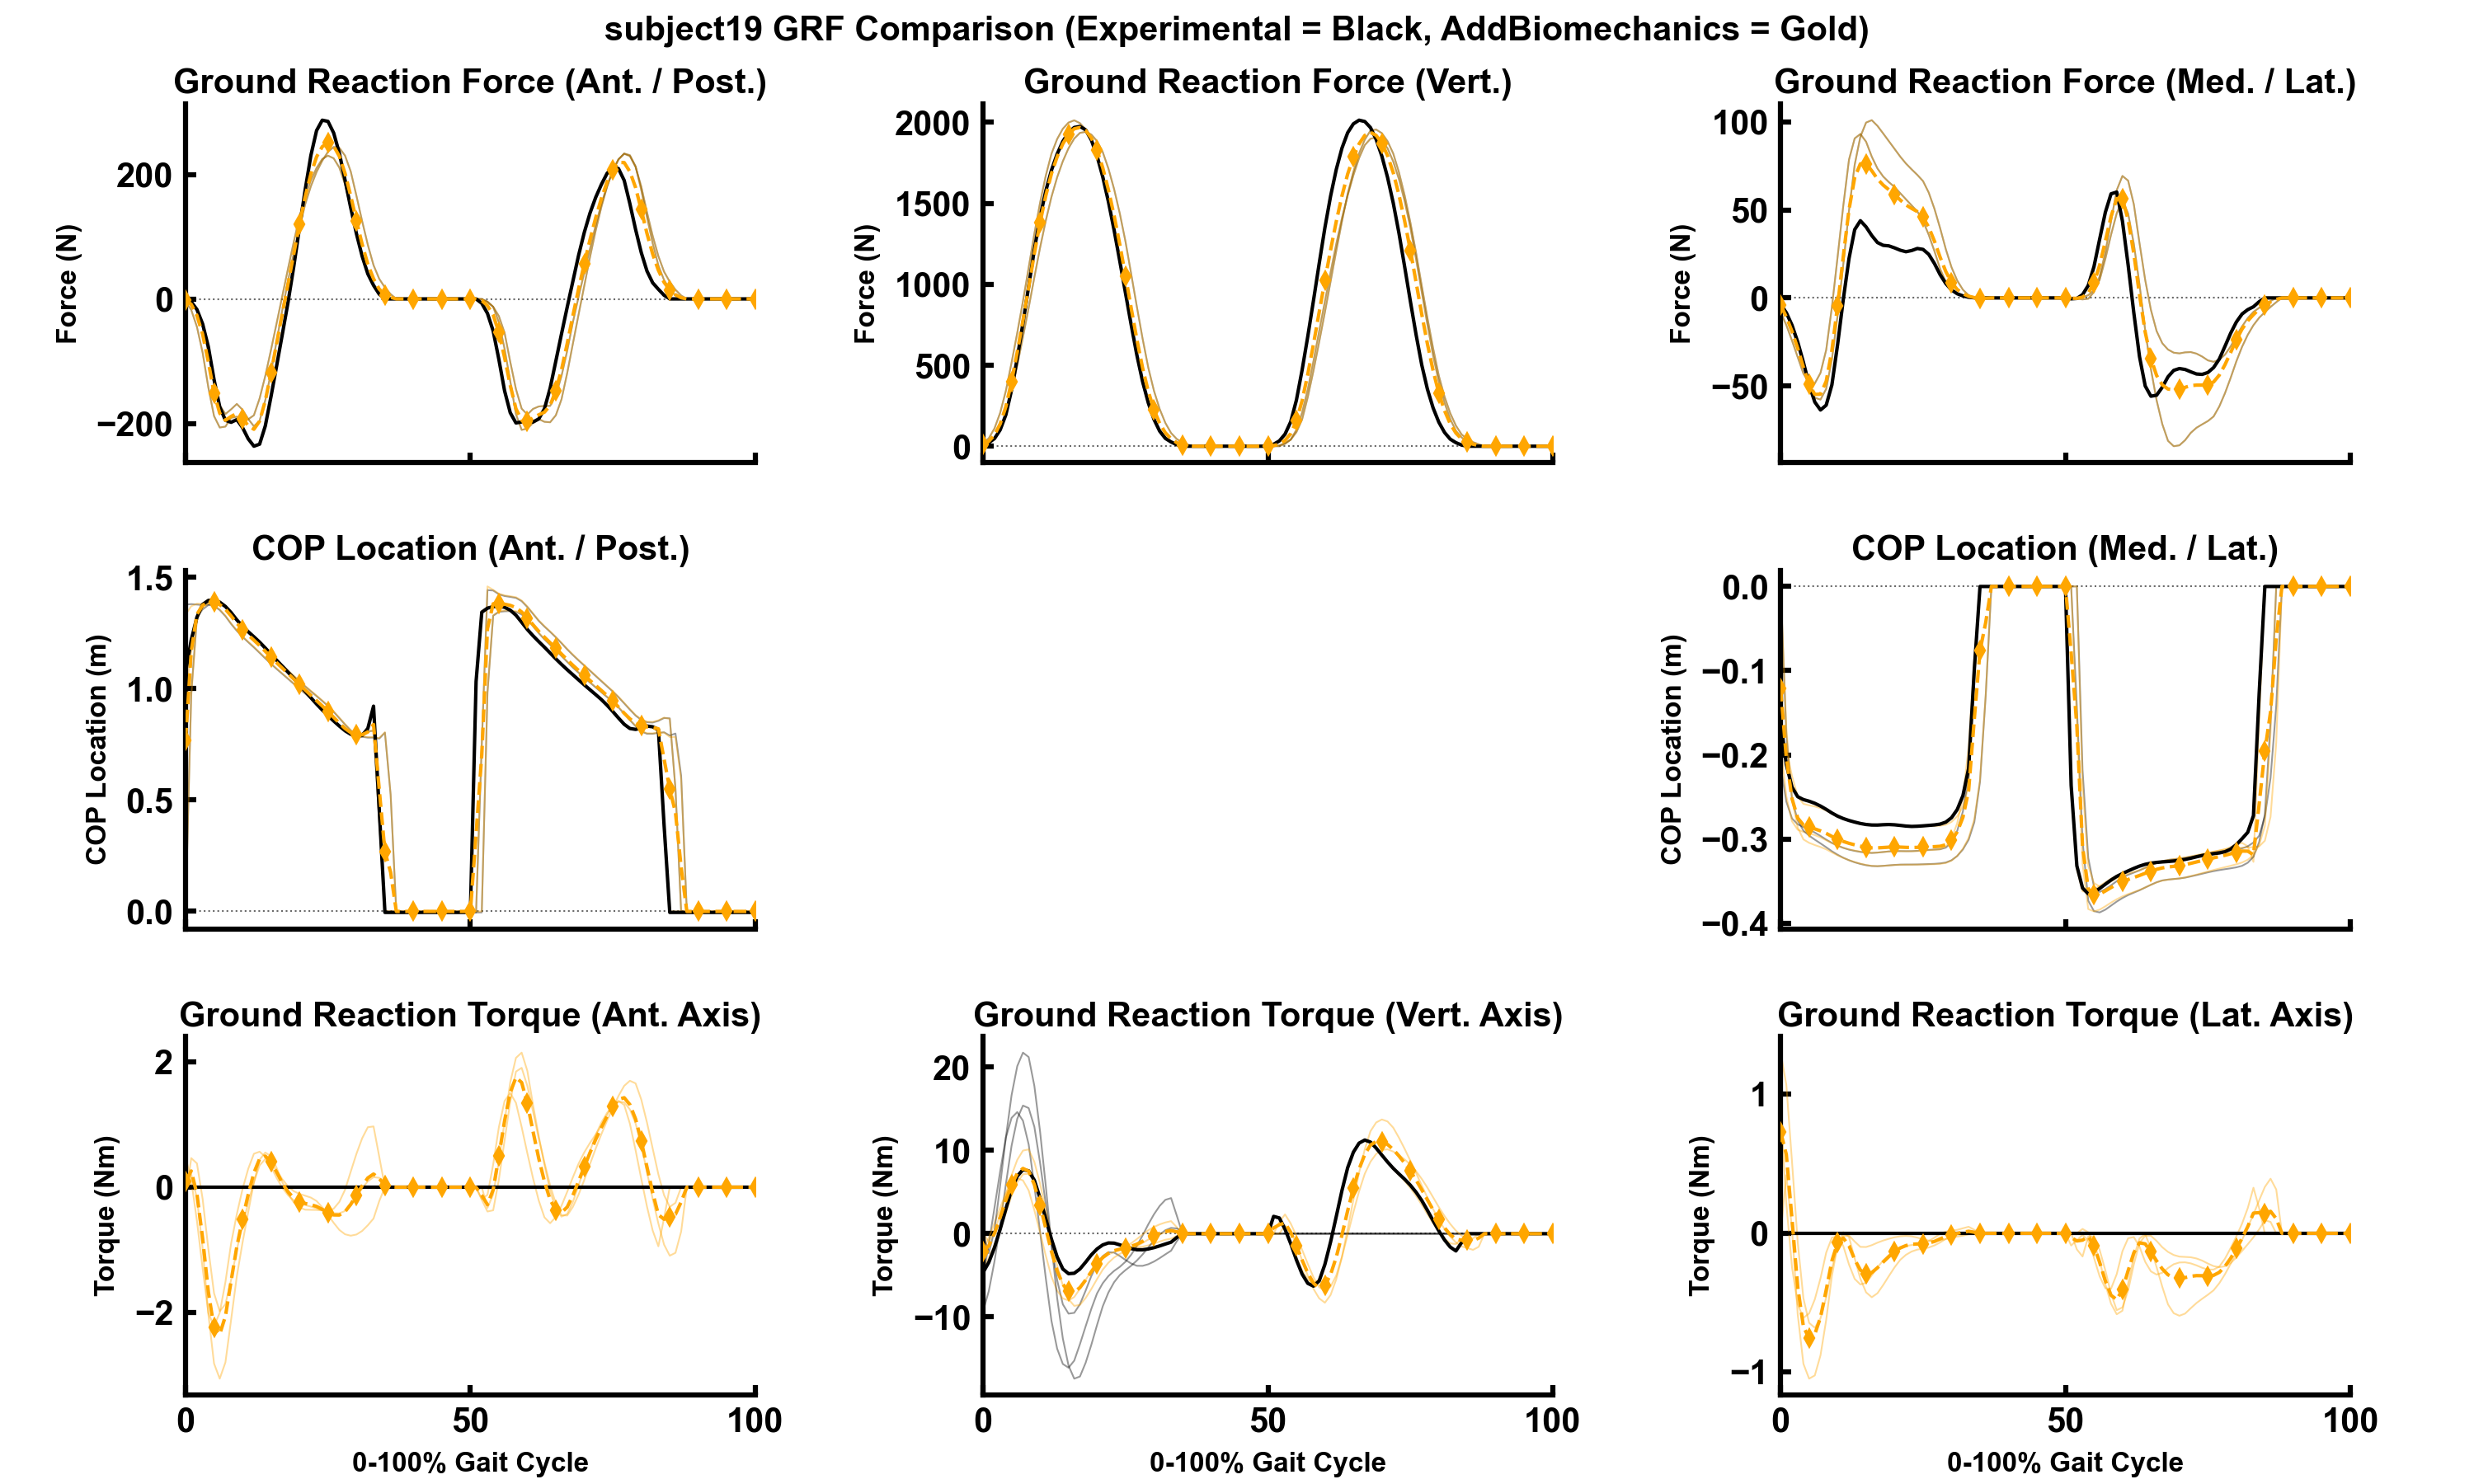 subject19 GRF Comparison (Experimental = Black, AddBiomechanics = Gold)
Ground Reaction Force (Ant. / Post.)
Force (N)
200
0
−200
Ground Reaction Force (Vert.)
Force (N)
2000
1500
1000
500
0
Ground Reaction Force (Med. / Lat.)
Force (N)
100
50
0
−50
COP Location (Ant. / Post.)
COP Location (m)
1.5
1.0
0.5
0.0
COP Location (Med. / Lat.)
COP Location (m)
0.0
−0.1
−0.2
−0.3
−0.4
Ground Reaction Torque (Ant. Axis)
Torque (Nm)
2
0
−2
0
50
100
0-100% Gait Cycle
Ground Reaction Torque (Vert. Axis)
Torque (Nm)
20
10
0
−10
0
50
100
0-100% Gait Cycle
Ground Reaction Torque (Lat. Axis)
Torque (Nm)
1
0
−1
0
50
100
0-100% Gait Cycle